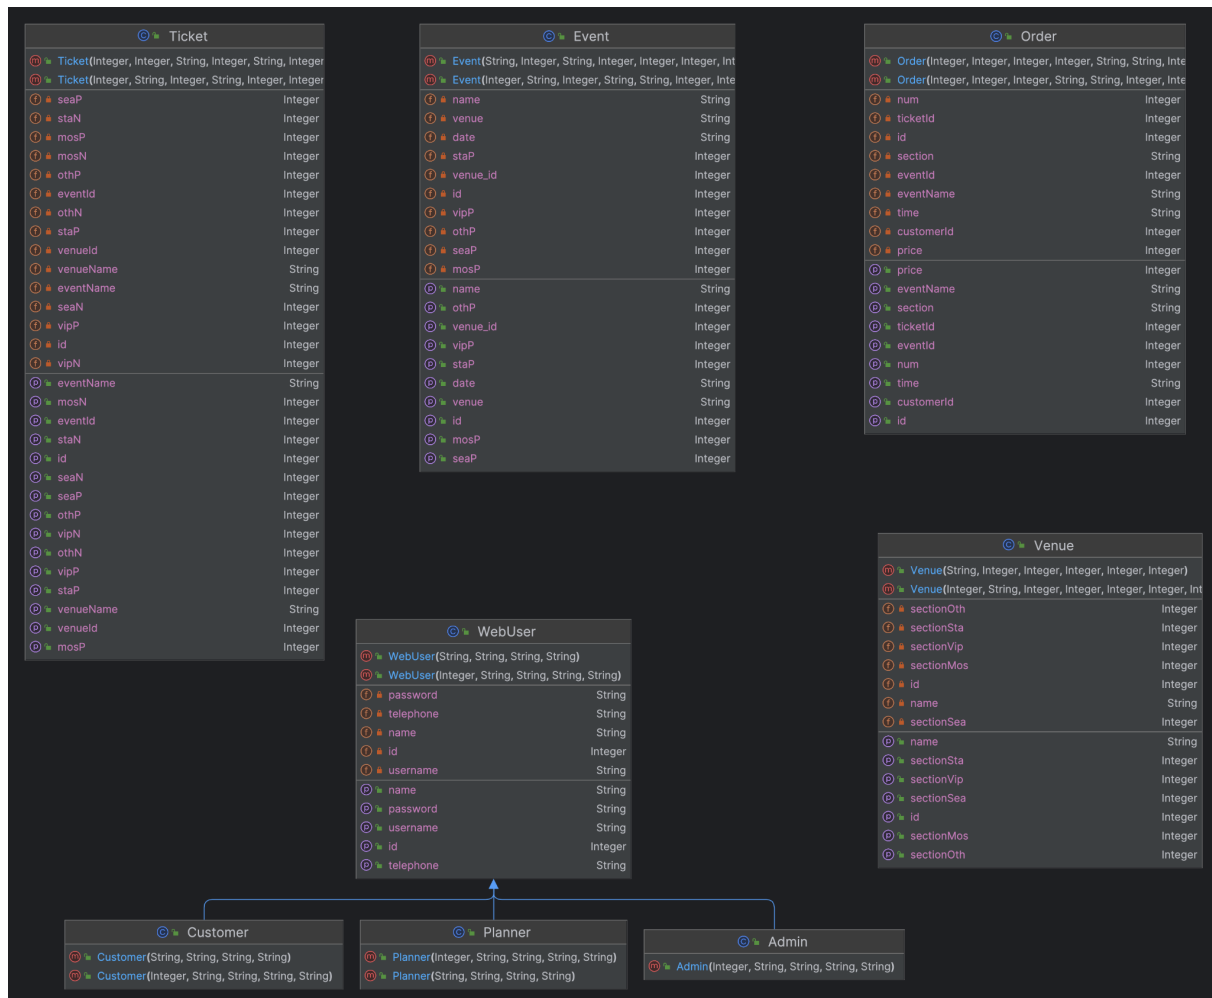 Ticket
Ticket(Integer, Integer, String, Integer, String, Integer
Ticket(Integer, String, Integer, String, Integer, Integer
seaP Integer
staN Integer
mosP Integer
mosN Integer
othP Integer
eventId Integer
othN Integer
staP Integer
venueId Integer
venueName String
eventName String
seaN Integer
vipP Integer
id Integer
vipN Integer
eventName String
mosN Integer
eventId Integer
staN Integer
id Integer
seaN Integer
seaP Integer
othP Integer
vipN Integer
othN Integer
vipP Integer
staP Integer
venueName String
venueId Integer
mosP Integer
Event
Event(String, Integer, String, Integer, Integer, Integer, Int
Event(Integer, String, Integer, String, String, Integer, Inte
name String
venue String
date String
staP Integer
venue_id Integer
id Integer
vipP Integer
othP Integer
seaP Integer
mosP Integer
name String
othP Integer
venue_id Integer
vipP Integer
staP Integer
date String
venue String
id Integer
mosP Integer
seaP Integer
Order
Order(Integer, Integer, Integer, String, String, Inte
Order(Integer, Integer, Integer, String, String, Integer, Inte
num Integer
ticketId Integer
id Integer
section String
eventId Integer
eventName String
time String
customerId Integer
price Integer
price Integer
eventName String
section String
ticketId Integer
eventId Integer
num Integer
time String
customerId Integer
id Integer
Venue
Venue(String, Integer, Integer, Integer, Integer, Integer)
Venue(Integer, String, Integer, Integer, Integer, Integer, Int
sectionOth Integer
sectionSta Integer
sectionVip Integer
sectionMos Integer
id Integer
name String
sectionSea Integer
name String
sectionSta Integer
sectionVip Integer
sectionSea Integer
id Integer
sectionMos Integer
sectionOth Integer
WebUser
WebUser(String, String, String, String)
WebUser(Integer, String, String, String, String)
password String
telephone String
name String
id Integer
username String
name String
password String
username String
id Integer
telephone String
Customer
Customer(String, String, String, String)
Customer(Integer, String, String, String, String)
Planner
Planner(Integer, String, String, String, String)
Planner(String, String, String, String)
Admin
Admin(Integer, String, String, String, String)